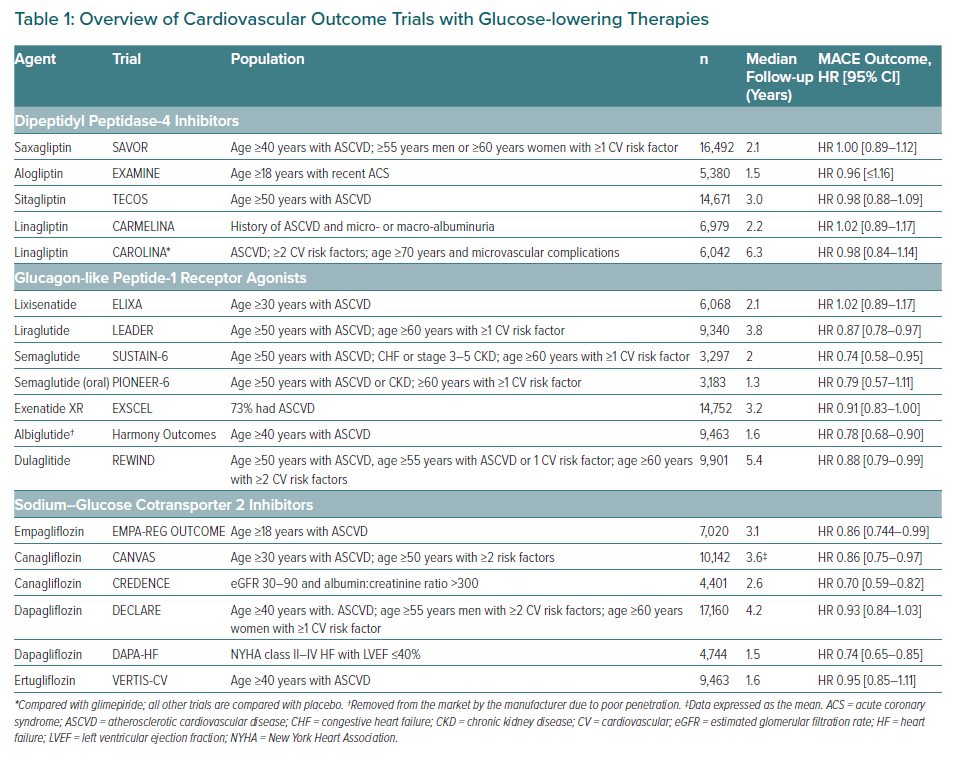 Table 1: Overview of Cardiovascular Outcome Trials with Glucose-lowering Therapies
Agent Trial Population n Median Follow-up (Years) MACE Outcome, HR [95% CI]
Dipeptidyl Peptidase-4 Inhibitors
Saxagliptin SAVOR Age ≥40 years with ASCVD; ≥55 years men or ≥60 years women with ≥1 CV risk factor 16,492 2.1 HR 1.00 [0.89–1.12]
Alogliptin EXAMINE Age ≥18 years with recent ACS 5,380 1.5 HR 0.96 [≤1.16]
Sitagliptin TECOS Age ≥50 years with ASCVD 14,671 3.0 HR 0.98 [0.88–1.09]
Linagliptin CARMELINA History of ASCVD and micro- or macro-albuminuria 6,979 2.2 HR 1.02 [0.89–1.17]
Linagliptin CAROLINA* ASCVD; ≥2 CV risk factors; age ≥70 years and microvascular complications 6,042 6.3 HR 0.98 [0.84–1.14]
Glucagon-like Peptide-1 Receptor Agonists
Lixisenatide ELIXA Age ≥30 years with ASCVD 6,068 2.1 HR 1.02 [0.89–1.17]
Liraglutide LEADER Age ≥50 years with ASCVD; age ≥60 years with ≥1 CV risk factor 9,340 3.8 HR 0.87 [0.78–0.97]
Semaglutide SUSTAIN-6 Age ≥50 years with ASCVD; CHF or stage 3–5 CKD; age ≥60 years with ≥1 CV risk factor 3,297 2 HR 0.74 [0.58–0.95]
Semaglutide (oral) PIONEER-6 Age ≥50 years with ASCVD or CKD; ≥60 years with ≥1 CV risk factor 3,183 1.3 HR 0.79 [0.57–1.11]
Exenatide XR EXSCEL 73% had ASCVD 14,752 3.2 HR 0.91 [0.83–1.00]
Albiglutide† Harmony Outcomes Age ≥40 years with ASCVD 9,463 1.6 HR 0.78 [0.68–0.90]
Dulaglitide REWIND Age ≥50 years with ASCVD, age ≥55 years with ASCVD or 1 CV risk factor; age ≥60 years 9,901 5.4 HR 0.88 [0.79–0.99]
with ≥2 CV risk factors
Sodium–Glucose Cotransporter 2 Inhibitors
Empagliflozin EMPA-REG OUTCOME Age ≥18 years with ASCVD 7,020 3.1 HR 0.86 [0.744–0.99]
Canagliflozin CANVAS Age ≥30 years with ASCVD; age ≥50 years with ≥2 risk factors 10,142 3.6‡ HR 0.86 [0.75–0.97]
Canagliflozin CREDENCE eGFR 30–90 and albumin:creatinine ratio >300 4,401 2.6 HR 0.70 [0.59–0.82]
Dapagliflozin DECLARE Age ≥40 years with. ASCVD; age ≥55 years men with ≥2 CV risk factors; age ≥60 years 17,160 4.2 HR 0.93 [0.84–1.03]
women with ≥1 CV risk factor
Dapagliflozin DAPA-HF NYHA class II–IV HF with LVEF ≤40% 4,744 1.5 HR 0.74 [0.65–0.85]
Ertugliflozin VERTIS-CV Age ≥40 years with ASCVD 9,463 1.6 HR 0.95 [0.85–1.11]
*Compared with glimepiride; all other trials are compared with placebo. †Removed from the market by the manufacturer due to poor penetration. ‡Data expressed as the mean. ACS = acute coronary
syndrome; ASCVD = atherosclerotic cardiovascular disease; CHF = congestive heart failure; CKD = chronic kidney disease; CV = cardiovascular; eGFR = estimated glomerular filtration rate; HF = heart
failure; LVEF = left ventricular ejection fraction; NYHA = New York Heart Association.